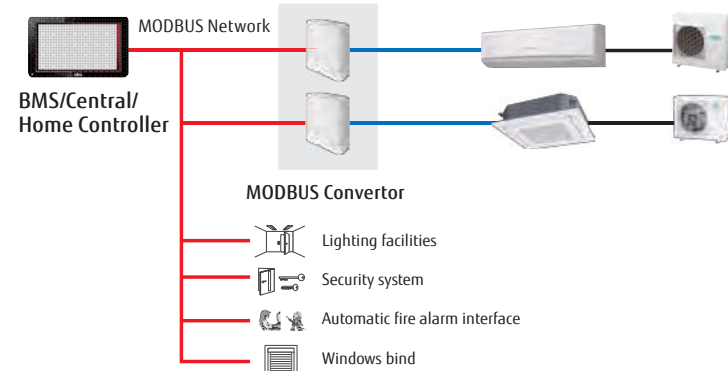 MODBUS Network
BMS/Central/
Home Controller
MODBUS Convertor
Lighting facilities
Security system
Automatic fire alarm interface
Windows bind